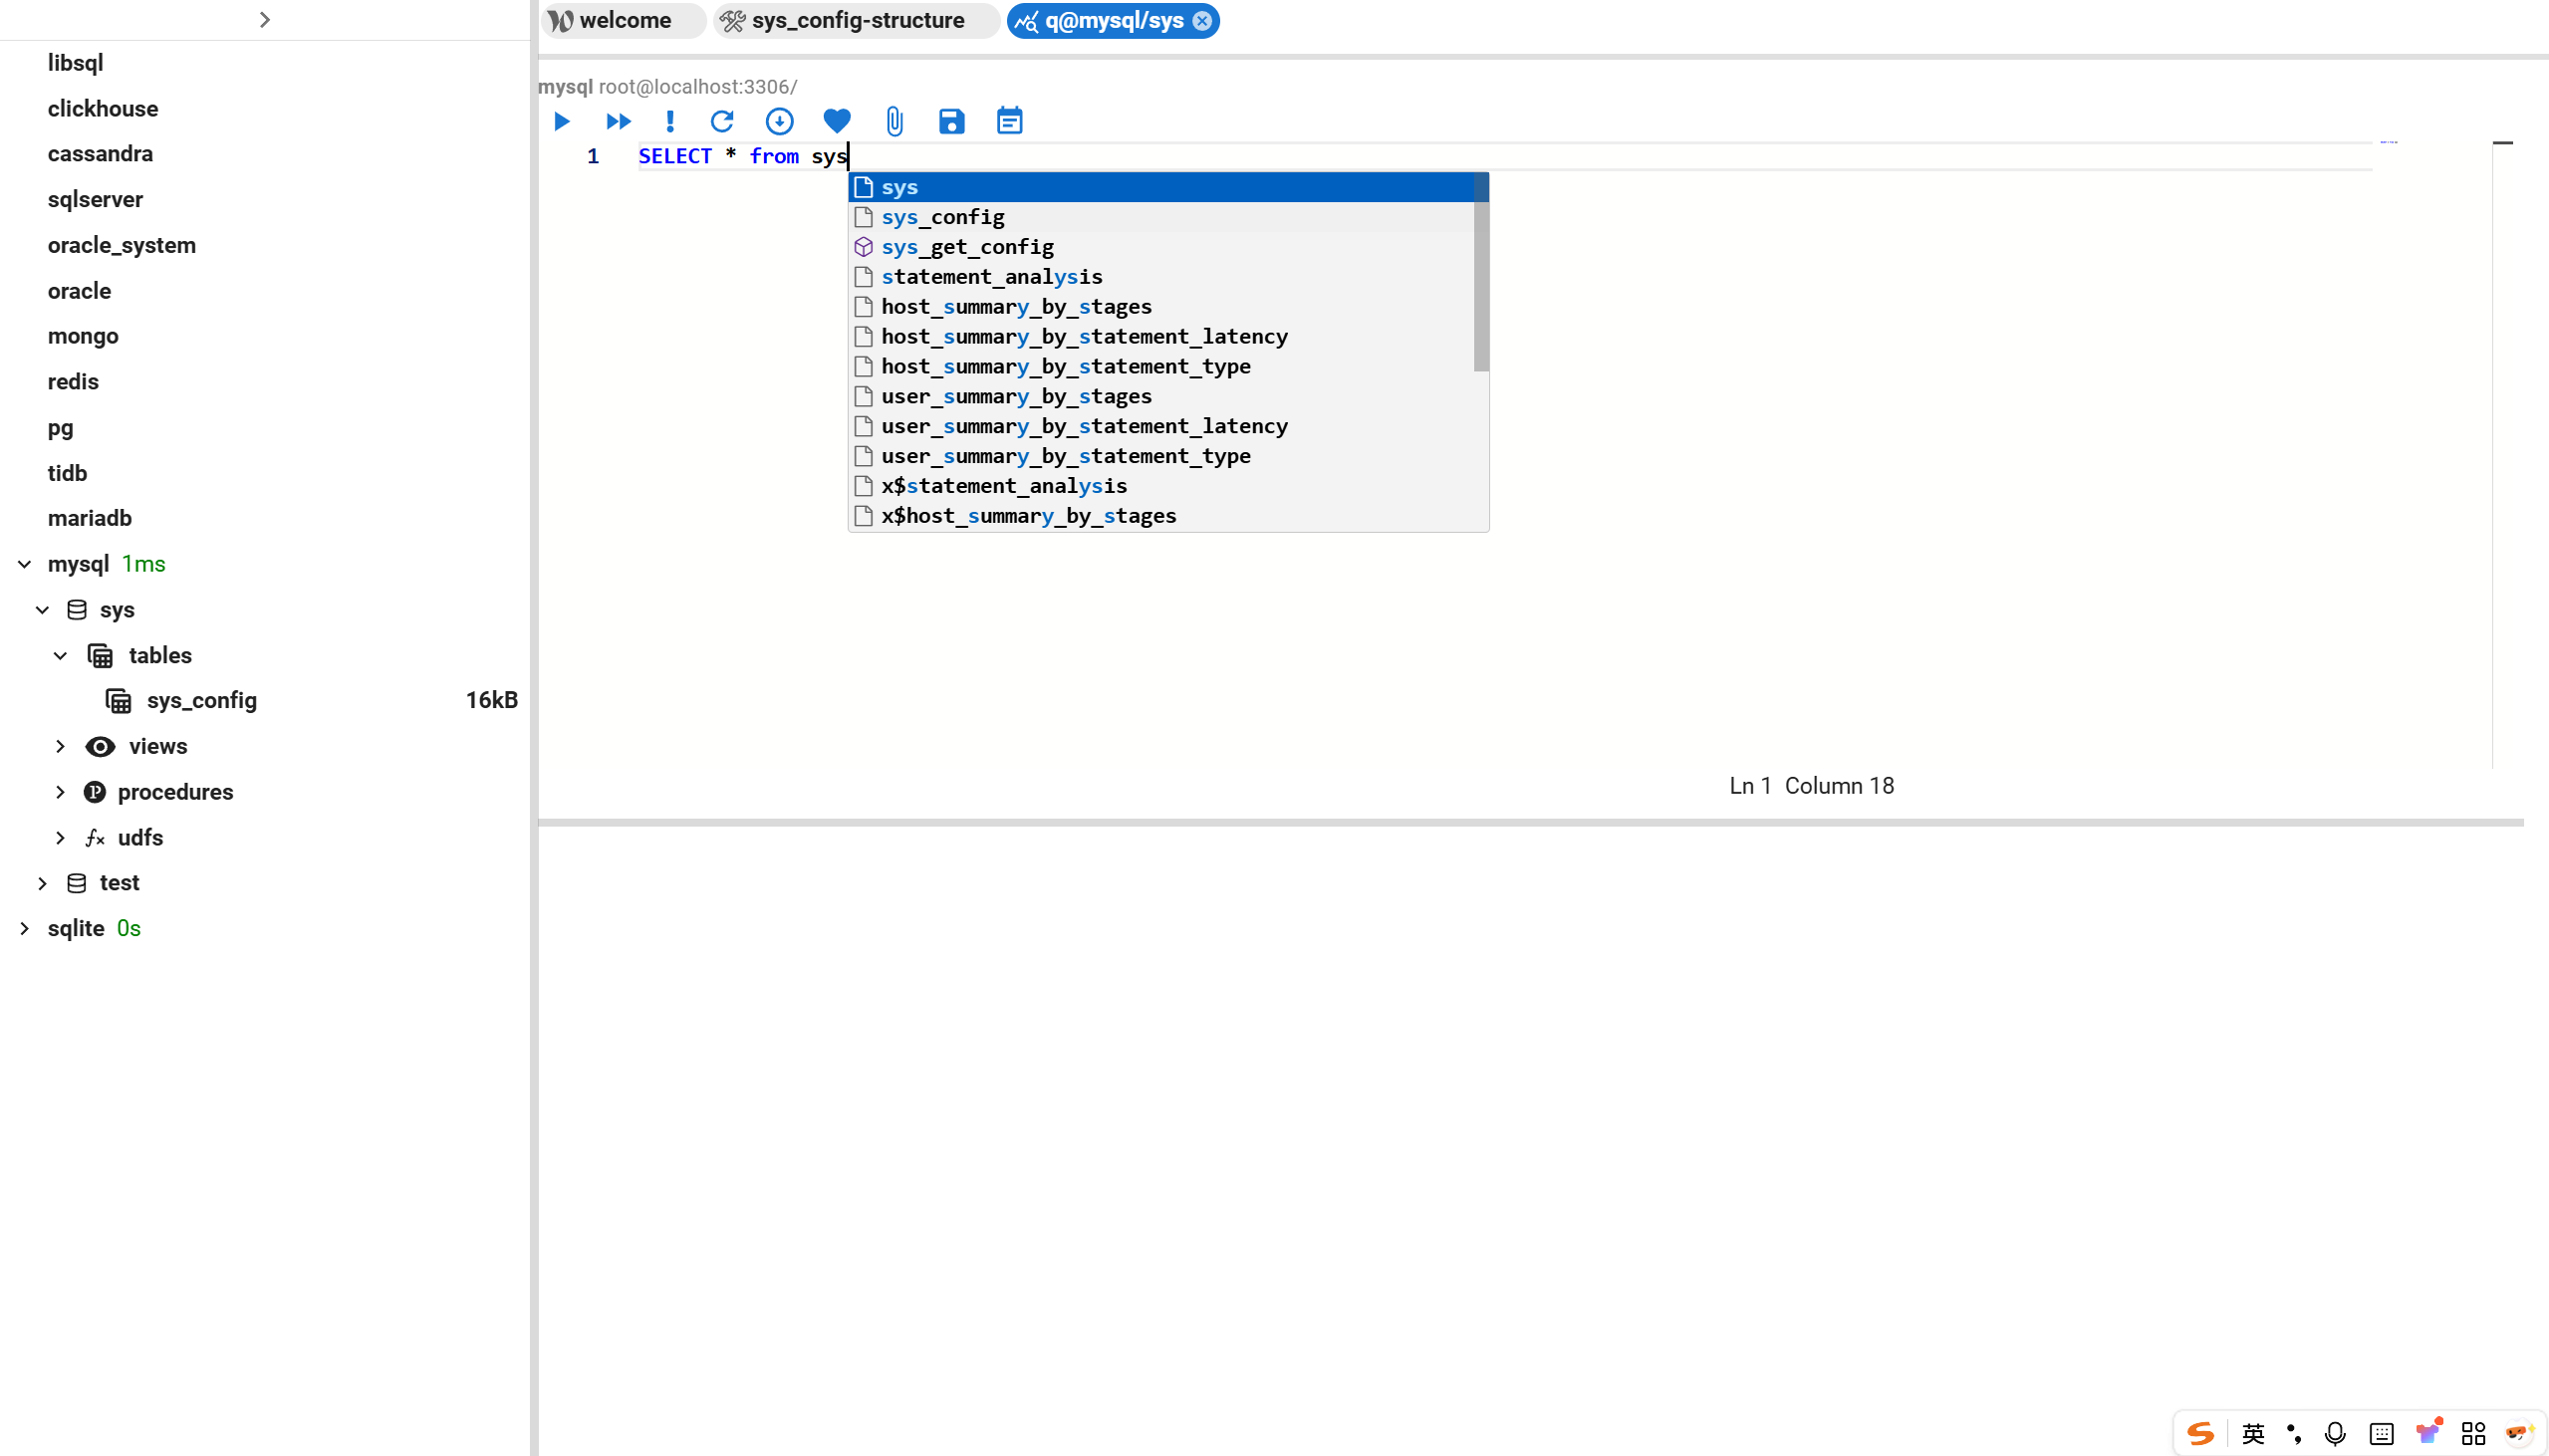 welcome
sys_config-structure
q@mysql/sys
libsql
clickhouse
cassandra
sqlserver
oracle_system
oracle
mongo
redis
pg
tidb
mariadb
mysql 1ms
sys
tables
sys_config 16kB
views
procedures
udfs
test
sqlite 0s
mysql root@localhost:3306/
1 SELECT * from sys
sys
sys_config
sys_get_config
statement_analysis
host_summary_by_stages
host_summary_by_statement_latency
host_summary_by_statement_type
user_summary_by_stages
user_summary_by_statement_latency
user_summary_by_statement_type
x$statement_analysis
x$host_summary_by_stages
Ln 1 Column 18
英